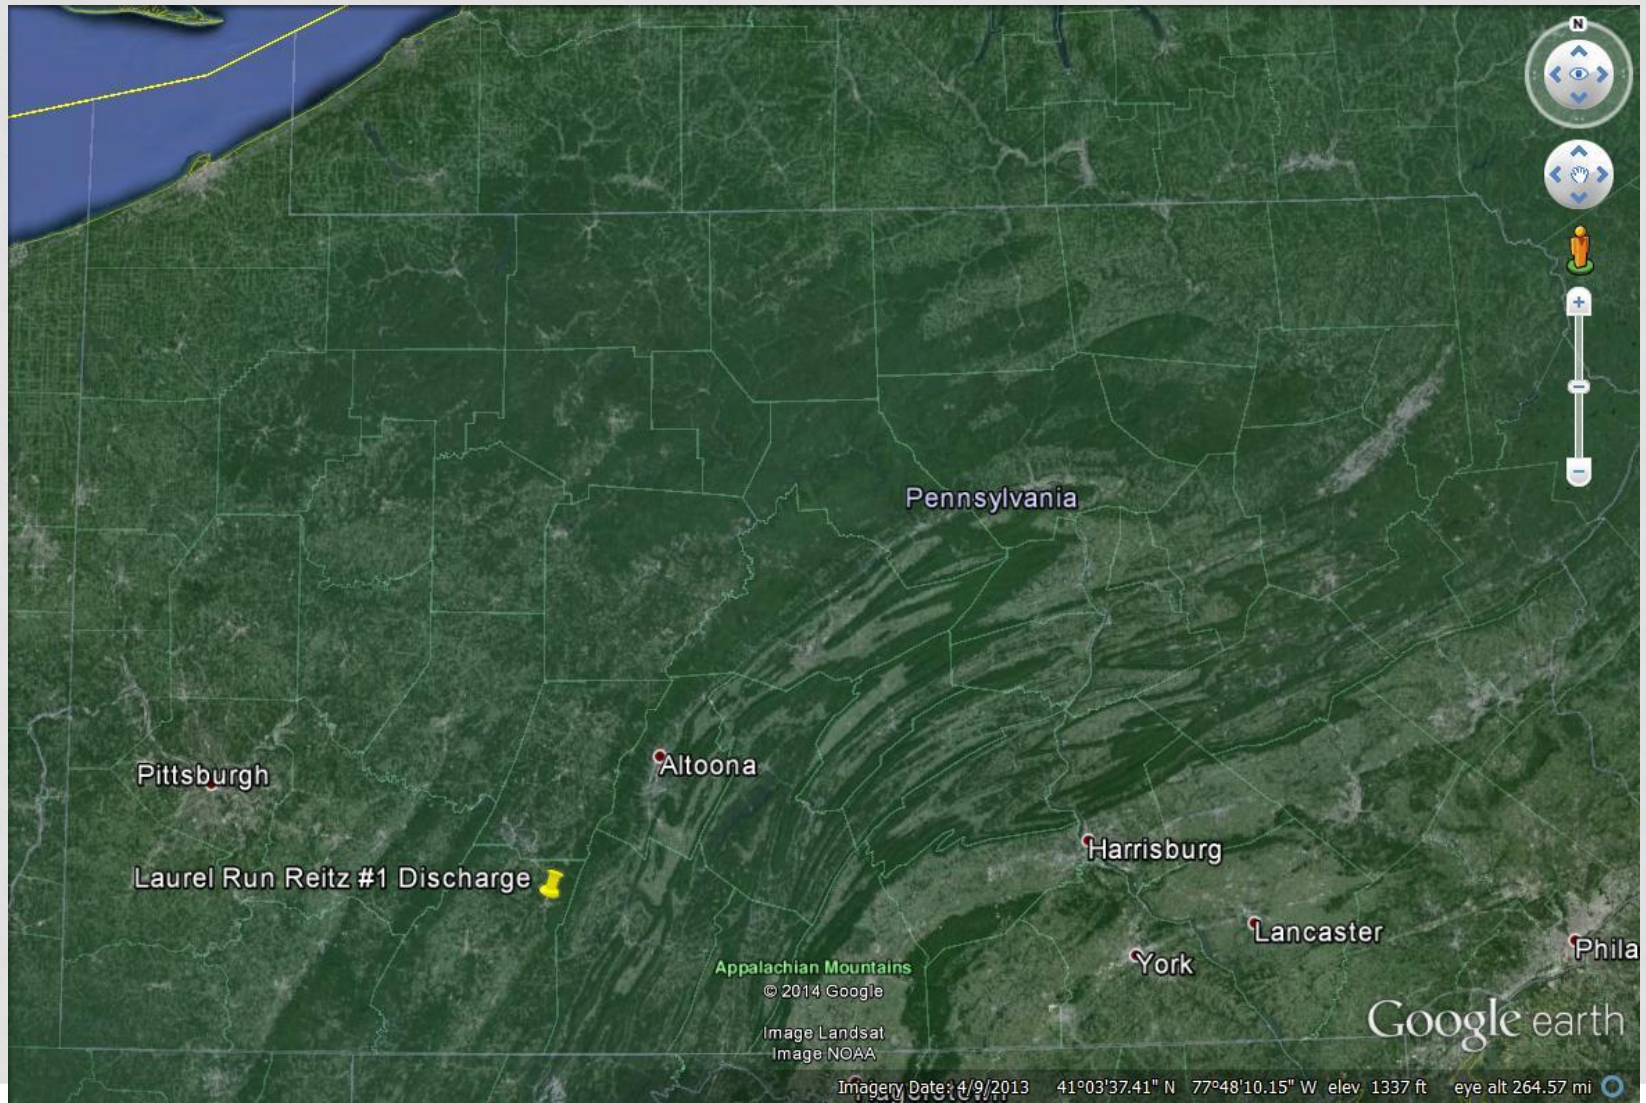 N
Pennsylvania
Altoona
Pittsburgh
Harrisburg
Laurel Run Reitz #1 Discharge
Lancaster
Phila
York
Appalachian Mountains
© 2014 Google
Google earth
Image Landsat
Image NOAA
Hagerstown
Imagery Date: 4/9/2013 41°03'37.41" N 77°48'10.15" W elev 1337 ft eye alt 264.57 mi